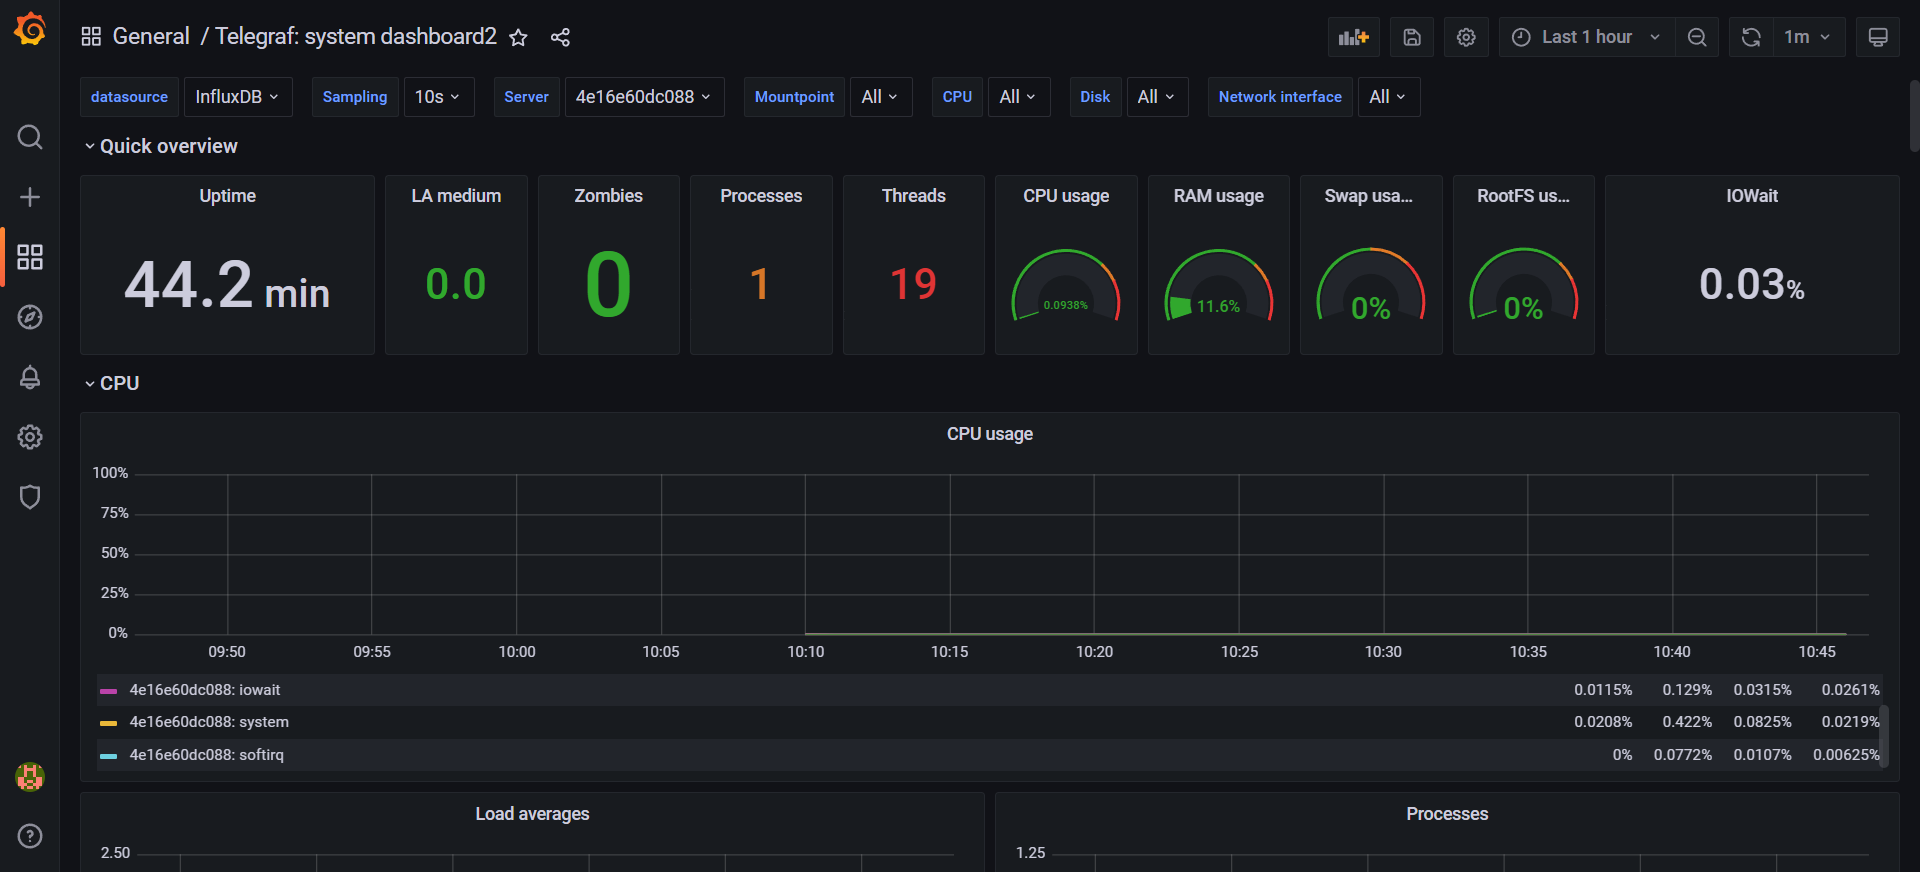 General / Telegraf: system dashboard2
Last 1 hour
1m
datasource InfluxDB Sampling 10s Server 4e16e60dc088 Mountpoint All CPU All Disk All Network interface All
Quick overview
Uptime LA medium Zombies Processes Threads CPU usage RAM usage Swap usa... RootFS us... IOWait
44.2 min 0.0 0 1 19 0.0938% 11.6% 0% 0% 0.03%
CPU
CPU usage
100%
75%
50%
25%
0%
09:50 09:55 10:00 10:05 10:10 10:15 10:20 10:25 10:30 10:35 10:40 10:45
4e16e60dc088: iowait 0.0115% 0.129% 0.0315% 0.0261%
4e16e60dc088: system 0.0208% 0.422% 0.0825% 0.0219%
4e16e60dc088: softirq 0% 0.0772% 0.0107% 0.00625%
Load averages Processes
2.50 1.25